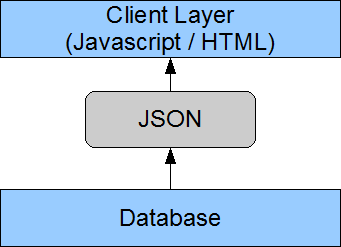 Client Layer
(Javascript / HTML)
JSON
Database